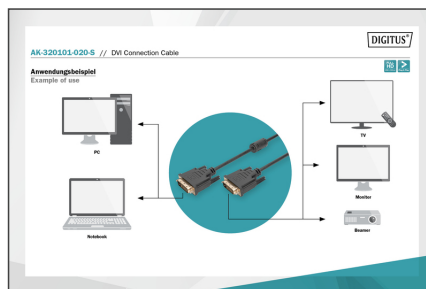 DIGITUS®
AK-320101-020-S // DVI Connection Cable
Anwendungsbeispiel
Example of use
PC
TV
Monitor
Notebook
Beamer